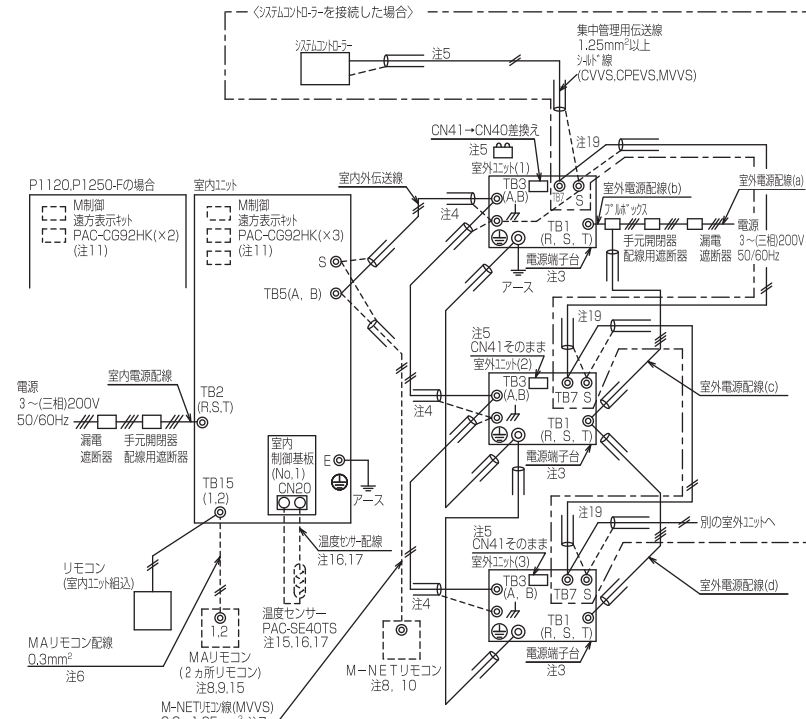 〈システムコントローラーを接続した場合〉
システムコントローラー
注5
集中管理用伝送線
1.25mm²以上
シールド線
(CVVS,CPEVS,MVVS)
CN41→CN40差換え
注5
室外ユニット(1)
注19
TB3
(A,B)
TB7
S
室外電源配線(b)
室外電源配線(a)
プルボックス
電源
3~(三相)200V
50/60Hz
手元開閉器
配線用遮断器
漏電
遮断器
TB1
(R, S, T)
電源端子台
注3
アース
注4
室内外伝送線
P1120,P1250-Fの場合
M制御
遠方表示キット
PAC-CG92HK(×2)
(注11)
室内ユニット
M制御
遠方表示キット
PAC-CG92HK(×3)
(注11)
S
TB5(A, B)
注5
CN41そのまま
室外ユニット(2)
注19
TB3
(A,B)
TB7
S
室外電源配線(c)
注4
TB1
(R, S, T)
電源端子台
注3
電源
3~(三相)200V
50/60Hz
室内電源配線
TB2
(R,S,T)
漏電
遮断器
手元開閉器
配線用遮断器
室内
制御基板
(No,1)
CN20
E
アース
TB15
(1,2)
温度センサー配線
注16,17
注5
CN41そのまま
室外ユニット(3)
注19
別の室外ユニットへ
TB3
(A, B)
TB7
S
室外電源配線(d)
注4
TB1
(R, S, T)
電源端子台
注3
リモコン
(室内ユニット組込)
温度センサー
PAC-SE40TS
注15,16,17
1,2
MAリモコン
(2ヵ所リモコン)
注8,9,15
MAリモコン配線
0.3mm²
注6
M-NETリモコン
注8, 10
M-NETリモコン線(MVVS)